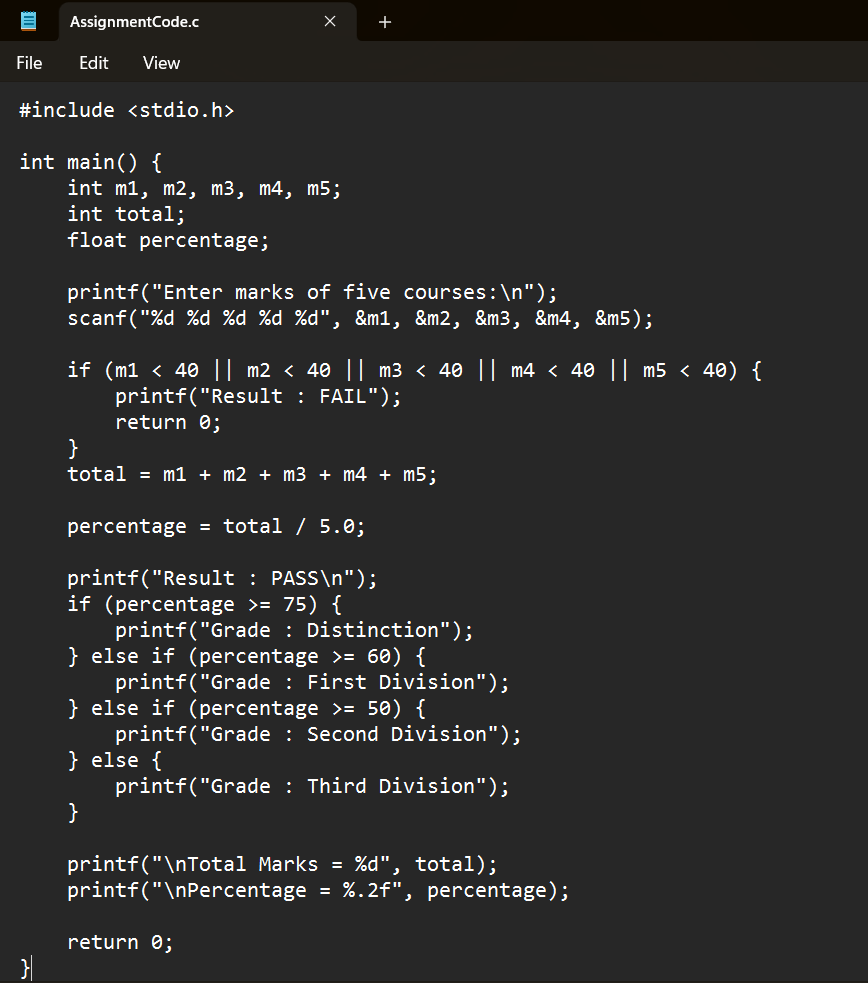 AssignmentCode.c × +
File Edit View
#include <stdio.h>
int main() {
    int m1, m2, m3, m4, m5;
    int total;
    float percentage;
    printf("Enter marks of five courses:\n");
    scanf("%d %d %d %d %d", &m1, &m2, &m3, &m4, &m5);
    if (m1 < 40 || m2 < 40 || m3 < 40 || m4 < 40 || m5 < 40) {
        printf("Result : FAIL");
        return 0;
    }
    total = m1 + m2 + m3 + m4 + m5;
    percentage = total / 5.0;
    printf("Result : PASS\n");
    if (percentage >= 75) {
        printf("Grade : Distinction");
    } else if (percentage >= 60) {
        printf("Grade : First Division");
    } else if (percentage >= 50) {
        printf("Grade : Second Division");
    } else {
        printf("Grade : Third Division");
    }
    printf("\nTotal Marks = %d", total);
    printf("\nPercentage = %.2f", percentage);
    return 0;
}